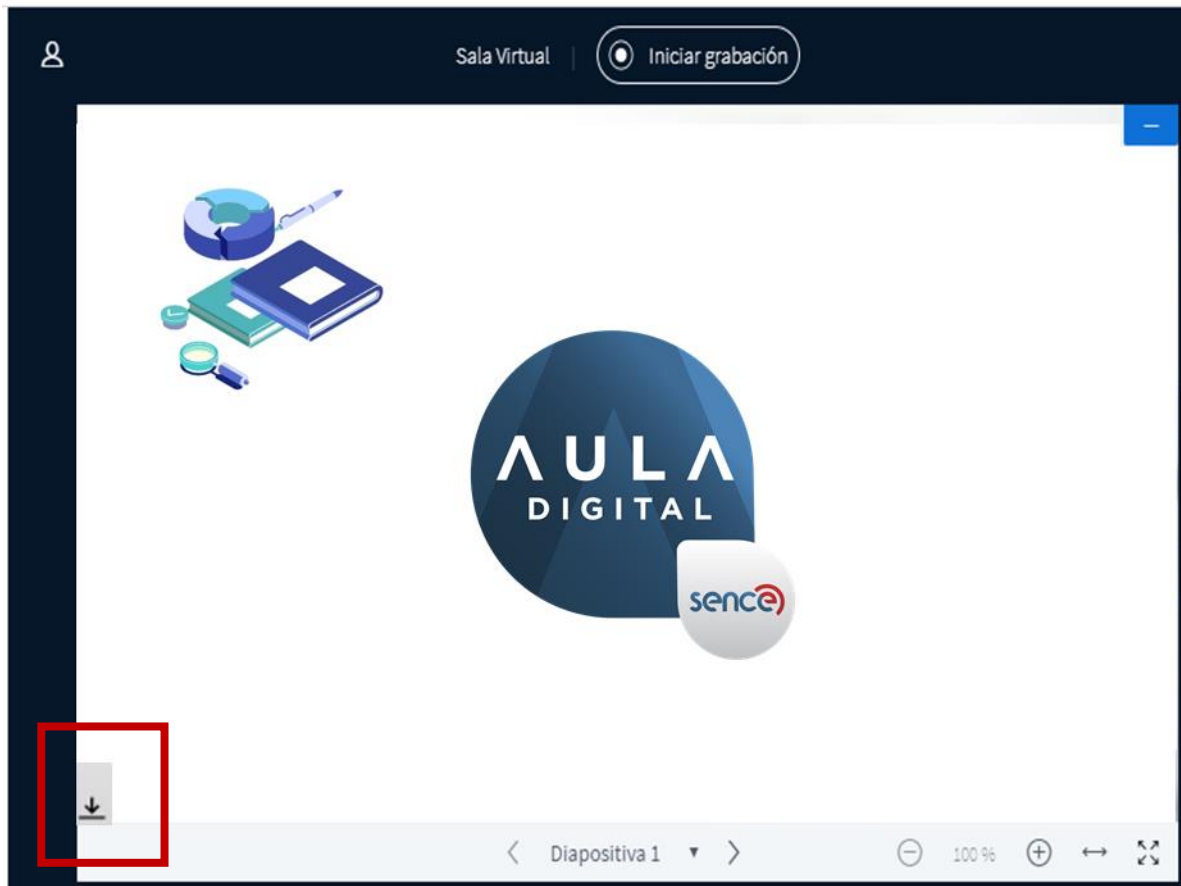 Sala Virtual
Iniciar grabación
AULA
DIGITAL
sence
Diapositiva 1
100 %